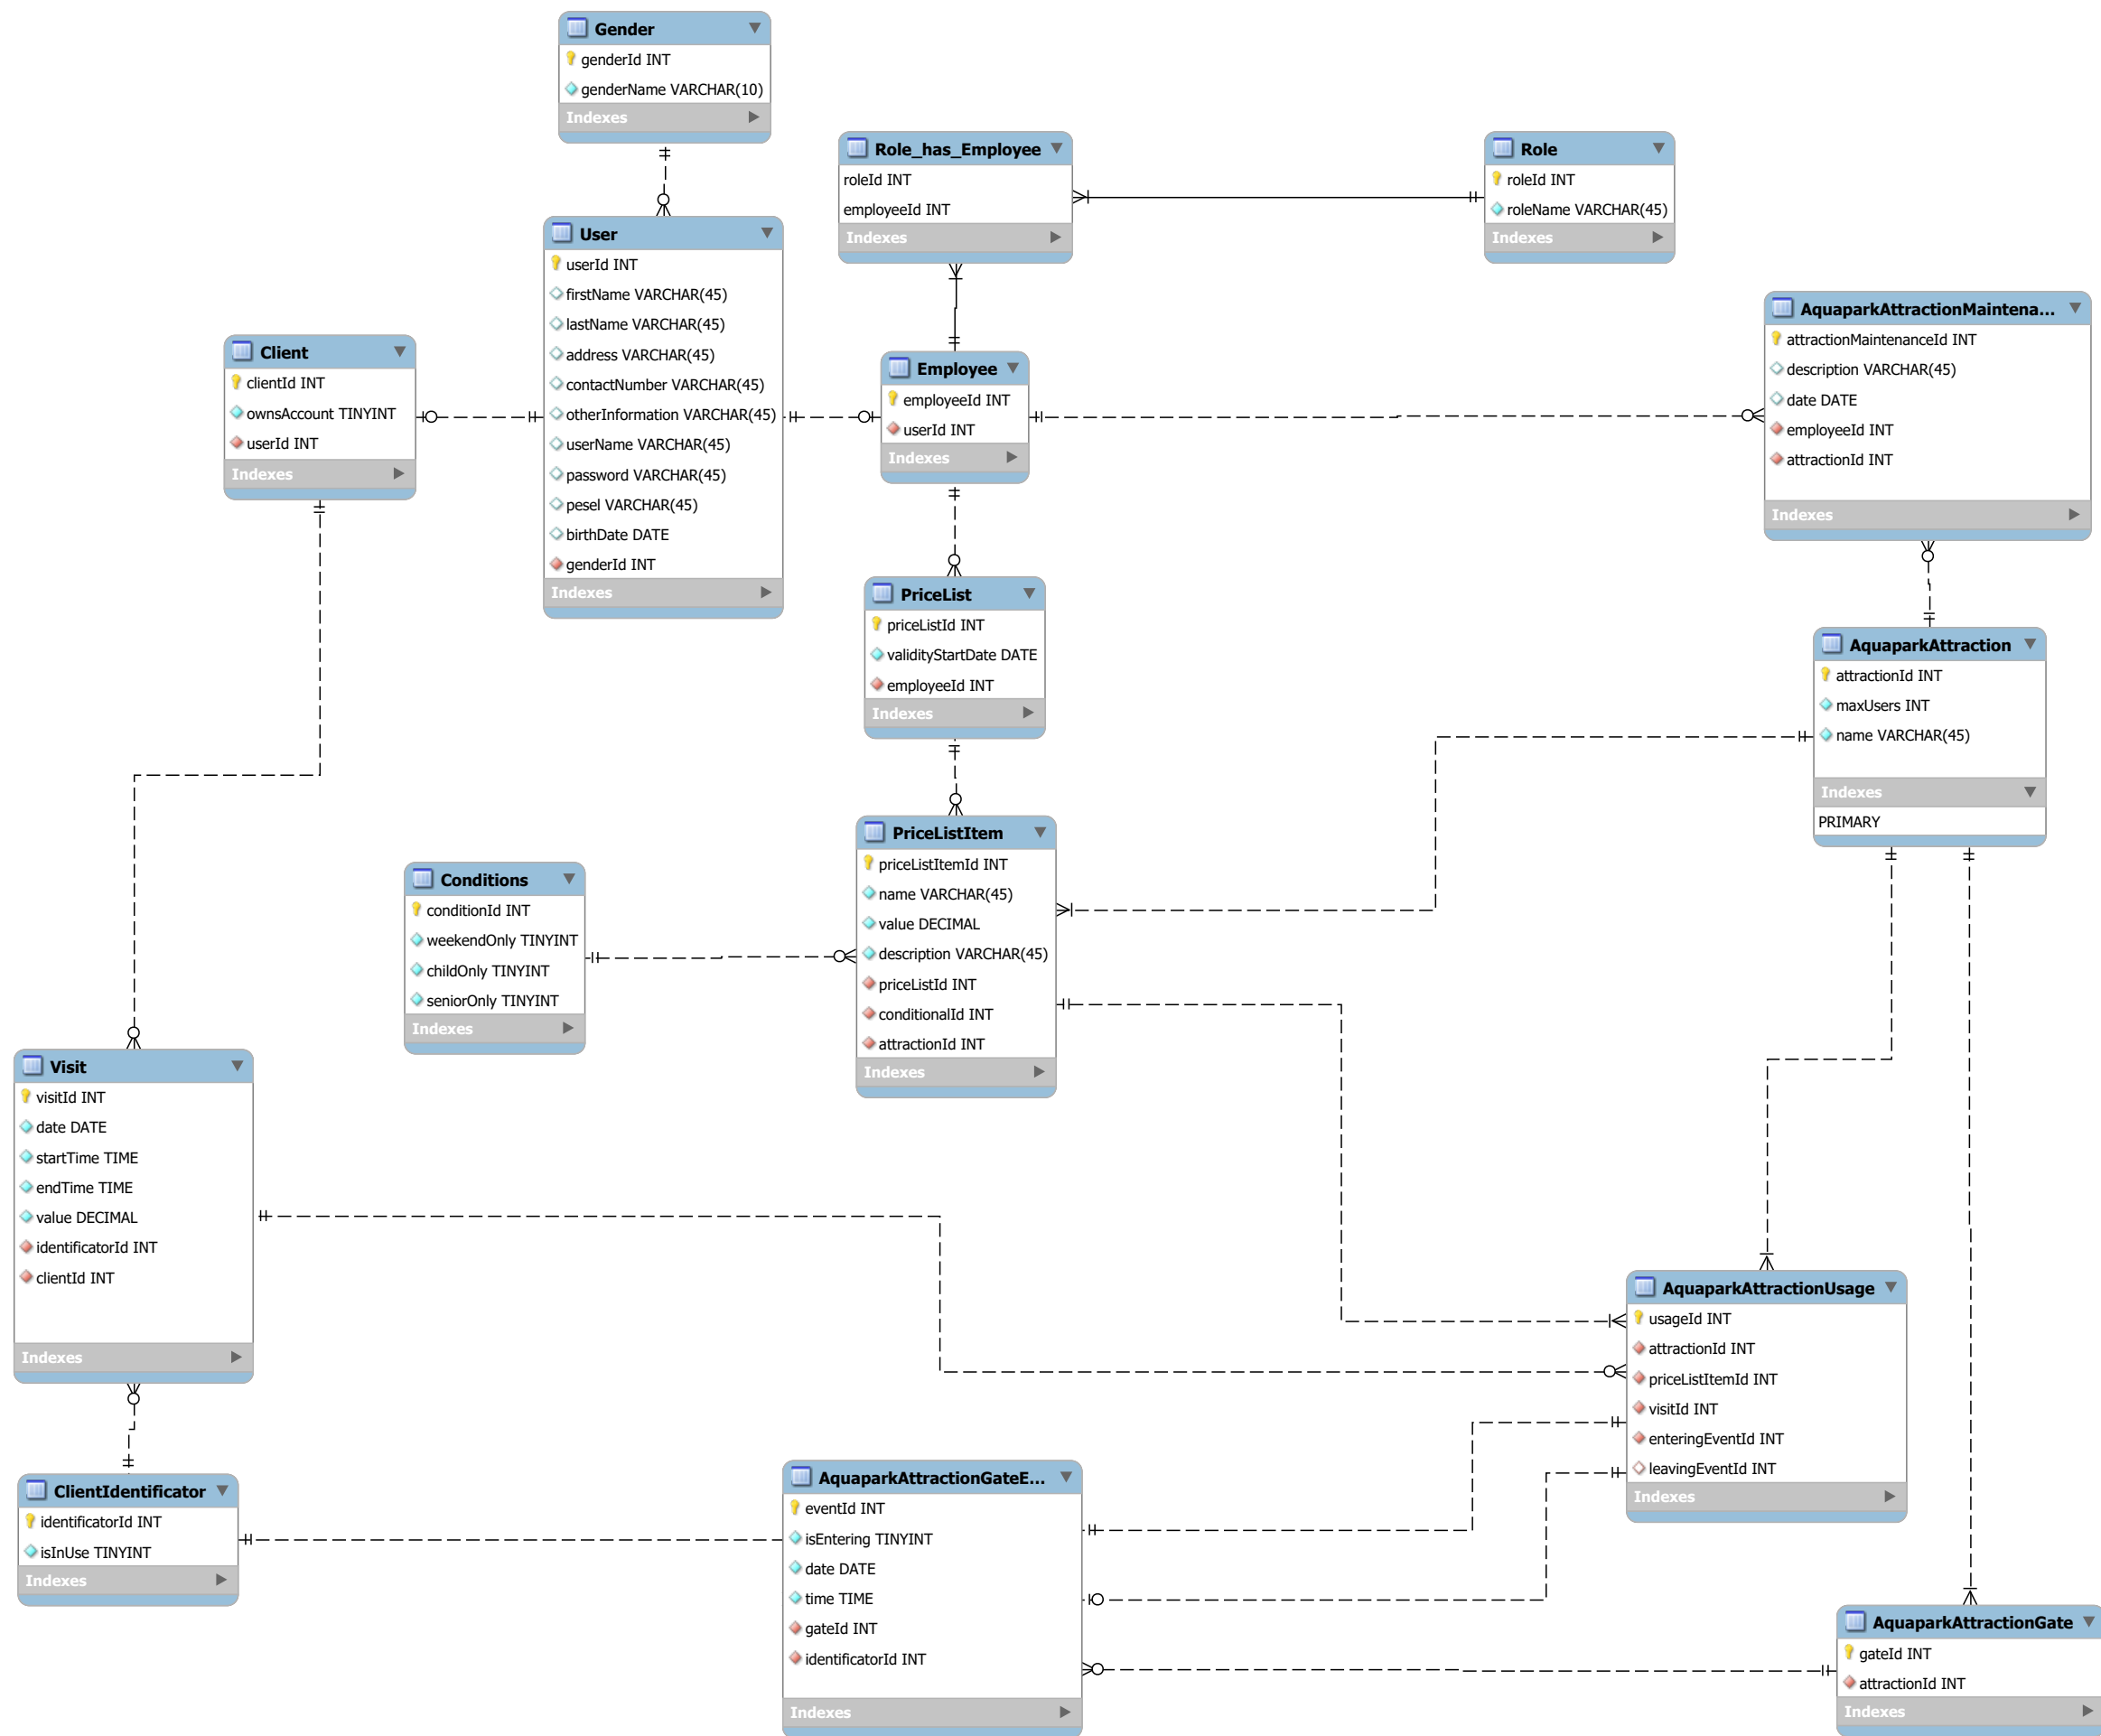 Gender
genderId INT
genderName VARCHAR(10)
Indexes
Role_has_Employee
roleId INT
employeeId INT
Indexes
Role
roleId INT
roleName VARCHAR(45)
Indexes
User
userId INT
firstName VARCHAR(45)
lastName VARCHAR(45)
address VARCHAR(45)
contactNumber VARCHAR(45)
otherInformation VARCHAR(45)
userName VARCHAR(45)
password VARCHAR(45)
pesel VARCHAR(45)
birthDate DATE
genderId INT
Indexes
Client
clientId INT
ownsAccount TINYINT
userId INT
Indexes
Employee
employeeId INT
userId INT
Indexes
AquaparkAttractionMaintena...
attractionMaintenanceId INT
description VARCHAR(45)
date DATE
employeeId INT
attractionId INT
Indexes
PriceList
priceListId INT
validityStartDate DATE
employeeId INT
Indexes
AquaparkAttraction
attractionId INT
maxUsers INT
name VARCHAR(45)
Indexes
PRIMARY
PriceListItem
priceListItemId INT
name VARCHAR(45)
value DECIMAL
description VARCHAR(45)
priceListId INT
conditionalId INT
attractionId INT
Indexes
Conditions
conditionId INT
weekendOnly TINYINT
childOnly TINYINT
seniorOnly TINYINT
Indexes
Visit
visitId INT
date DATE
startTime TIME
endTime TIME
value DECIMAL
identificatorId INT
clientId INT
Indexes
AquaparkAttractionUsage
usageId INT
attractionId INT
priceListItemId INT
visitId INT
enteringEventId INT
leavingEventId INT
Indexes
ClientIdentificator
identificatorId INT
isInUse TINYINT
Indexes
AquaparkAttractionGateE...
eventId INT
isEntering TINYINT
date DATE
time TIME
gateId INT
identificatorId INT
Indexes
AquaparkAttractionGate
gateId INT
attractionId INT
Indexes